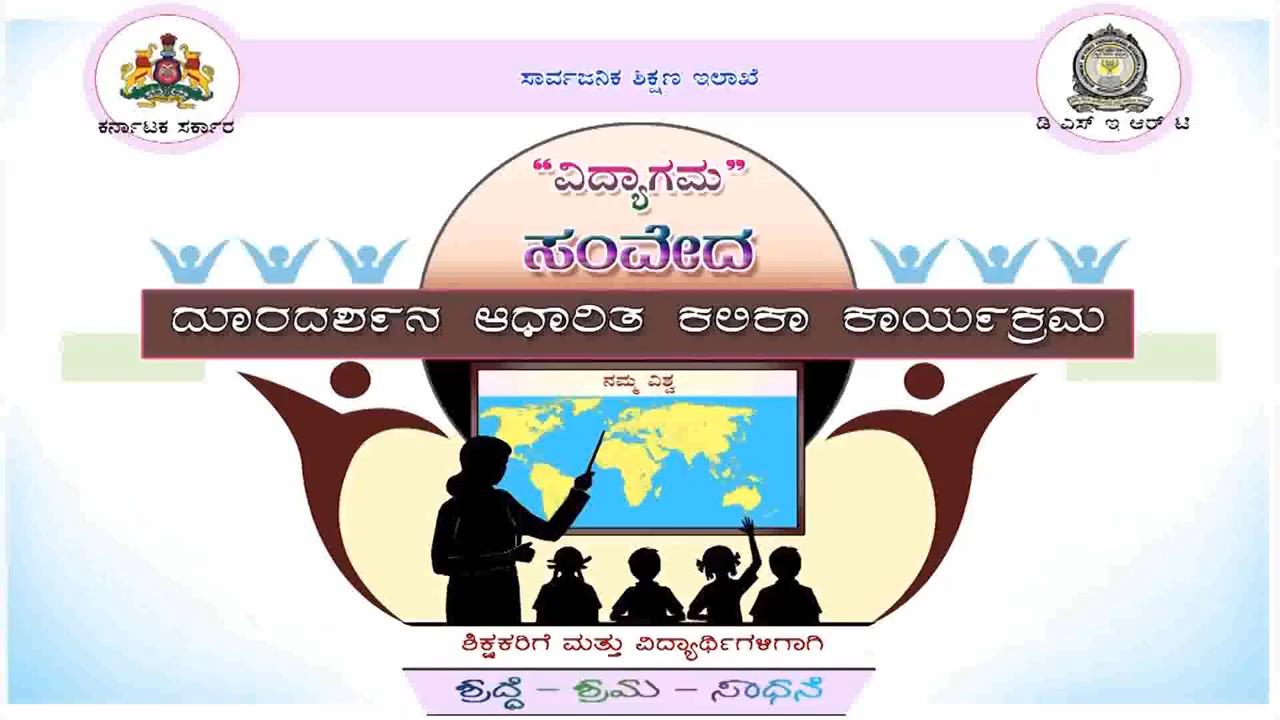 ಸಾರ್ವಜನಿಕ ಶಿಕ್ಷಣ ಇಲಾಖೆ
ಕರ್ನಾಟಕ ಸರ್ಕಾರ
ಡಿ ಎಸ್ ಇ ಆರ್ ಟಿ
“ವಿದ್ಯಾಗಮ”
ಸಂವೇದ
ದೂರದರ್ಶನ ಆಧಾರಿತ ಕಲಿಕಾ ಕಾರ್ಯಕ್ರಮ
ನಮ್ಮ ವಿಶ್ವ
ಶಿಕ್ಷಕರಿಗೆ ಮತ್ತು ವಿದ್ಯಾರ್ಥಿಗಳಿಗಾಗಿ
ಶ್ರದ್ಧೆ – ಶ್ರಮ – ಸಾಧನೆ